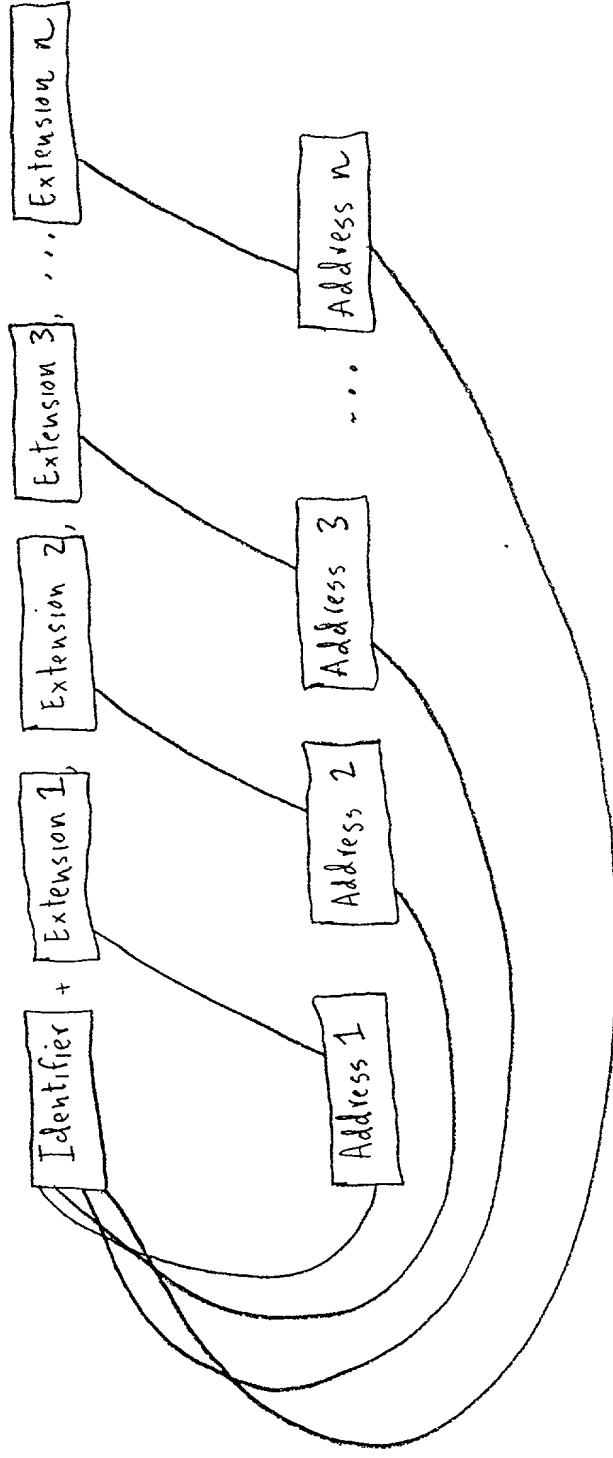 Identifier + Extension 1, Extension 2, Extension 3, ... Extension n
Address 1 Address 2 Address 3 ... Address n